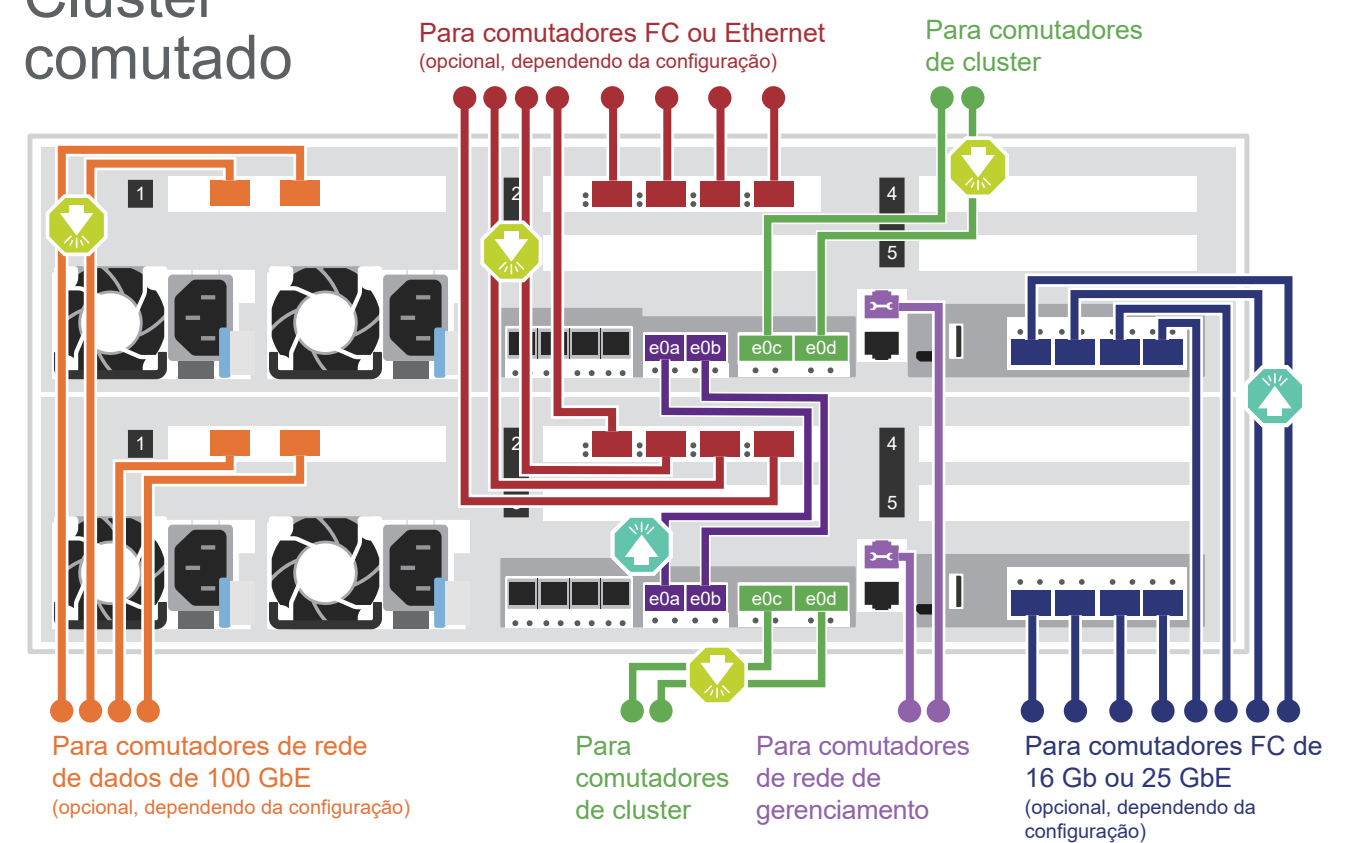 Cluster
comutado
Para comutadores FC ou Ethernet
(opcional, dependendo da configuração)
Para comutadores
de cluster
1
2
4
5
e0a e0b e0c e0d
1
2
4
5
e0a e0b e0c e0d
Para comutadores de rede
de dados de 100 GbE
(opcional, dependendo da configuração)
Para
comutadores
de cluster
Para comutadores
de rede de
gerenciamento
Para comutadores FC de
16 Gb ou 25 GbE
(opcional, dependendo da
configuração)